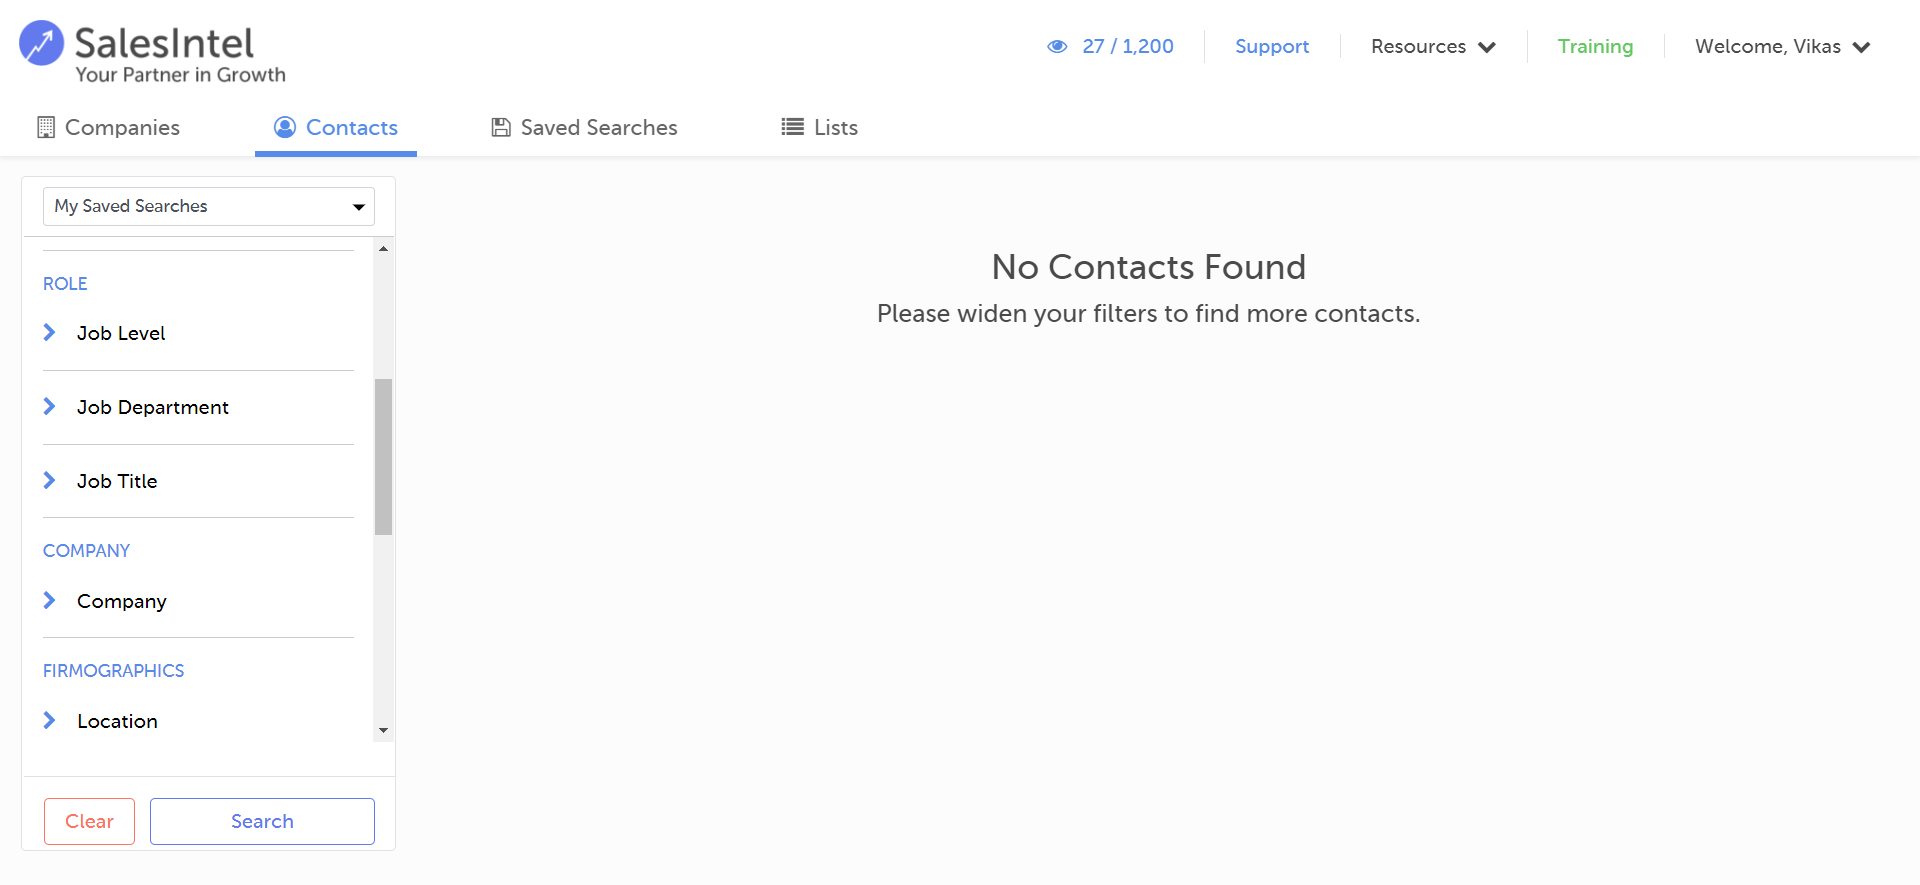 SalesIntel
Your Partner in Growth
27 / 1,200
Support
Resources
Training
Welcome, Vikas
Companies
Contacts
Saved Searches
Lists
My Saved Searches
ROLE
Job Level
Job Department
Job Title
COMPANY
Company
FIRMOGRAPHICS
Location
Clear
Search
No Contacts Found
Please widen your filters to find more contacts.